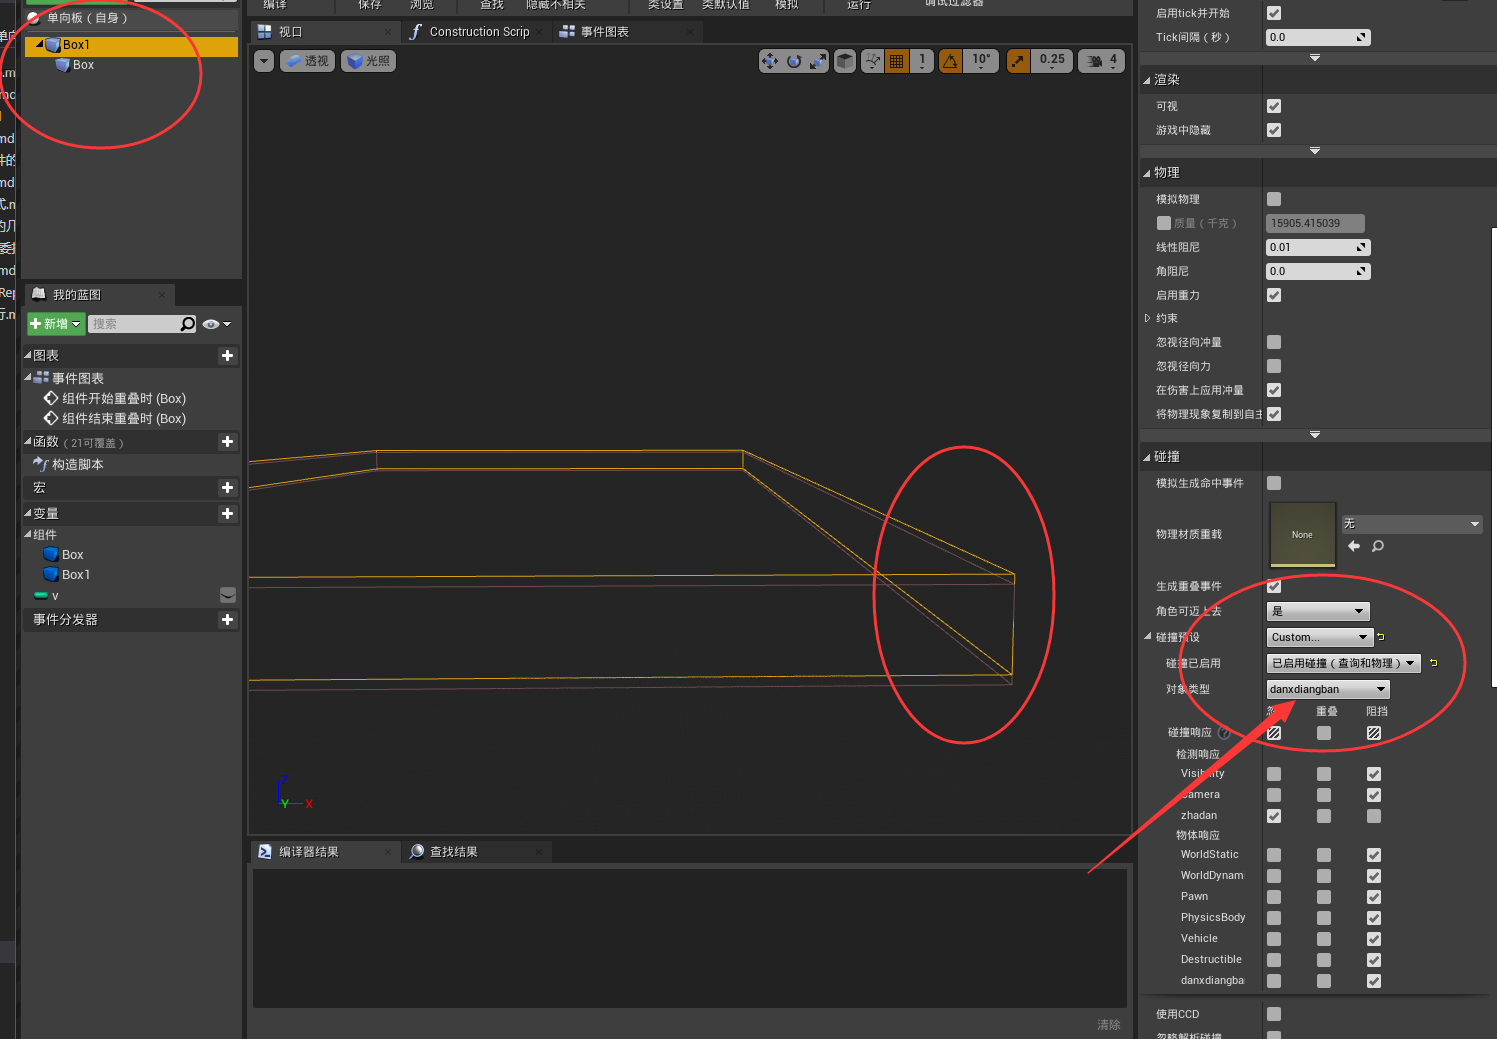 编译
保存
浏览
查找
隐藏不相关
类设置
类默认值
模拟
运行
调试过滤器
单向板（自身）
Box1
Box
视口
Construction Scrip
事件图表
透视
光照
1
10°
0.25
4
我的蓝图
新增
搜索
图表
事件图表
组件开始重叠时 (Box)
组件结束重叠时 (Box)
函数（21可覆盖）
构造脚本
宏
变量
组件
Box
Box1
v
事件分发器
Z
Y
X
编译器结果
查找结果
清除
启用tick并开始
Tick间隔（秒）
0.0
渲染
可视
游戏中隐藏
物理
模拟物理
质量（千克）
15905.415039
线性阻尼
0.01
角阻尼
0.0
启用重力
约束
忽视径向冲量
忽视径向力
在伤害上应用冲量
将物理现象复制到自主
碰撞
模拟生成命中事件
物理材质重载
None
无
生成重叠事件
角色可迈上去
是
碰撞预设
Custom...
碰撞已启用
已启用碰撞（查询和物理）
对象类型
danxdiangban
重叠
阻挡
碰撞响应
检测响应
Visibility
Camera
zhadan
物体响应
WorldStatic
WorldDynam
Pawn
PhysicsBody
Vehicle
Destructible
danxdiangba
使用CCD
忽略解析碰撞